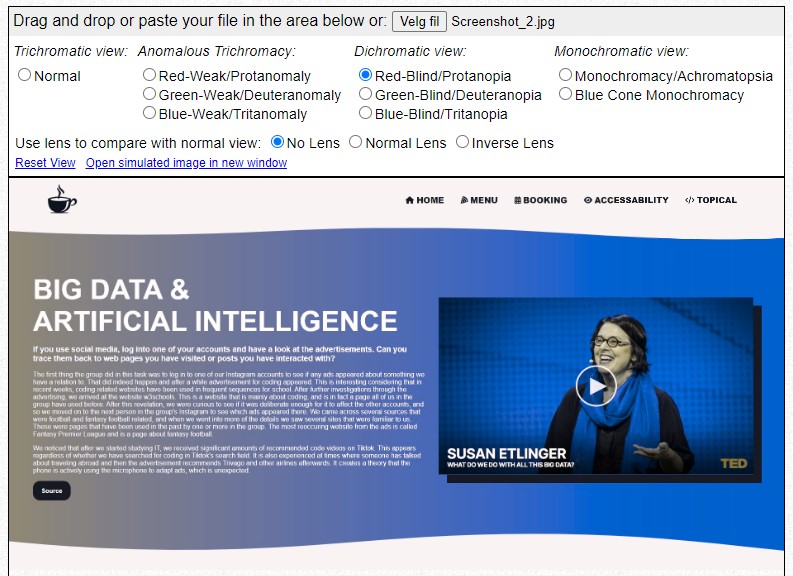 Drag and drop or paste your file in the area below or: Velg fil Screenshot_2.jpg
Trichromatic view: Anomalous Trichromacy: Dichromatic view: Monochromatic view:
Normal Red-Weak/Protanomaly Red-Blind/Protanopia Monochromacy/Achromatopsia
Green-Weak/Deuteranomaly Green-Blind/Deuteranopia Blue Cone Monochromacy
Blue-Weak/Tritanomaly Blue-Blind/Tritanopia
Use lens to compare with normal view: No Lens Normal Lens Inverse Lens
Reset View Open simulated image in new window
HOME MENU BOOKING ACCESSABILITY </> TOPICAL
BIG DATA &
ARTIFICIAL INTELLIGENCE
If you use social media, log into one of your accounts and have a look at the advertisements. Can you
trace them back to web pages you have visited or posts you have interacted with?
The first thing the group did in this task was to log in to one of our Instagram accounts to see if any ads appeared about something we
have a relation to. That did indeed happen and after a while advertisement for coding appeared. This is interesting considering that in
recent weeks, coding related websites have been used in frequent sequences for school. After further investigations through the
advertising, we arrived at the website w3schools. This is a website that is mainly about coding, and is in fact a page all of us in the
group have used before. After this revelation, we were curious to see if it was deliberate enough for it to affect the other accounts, and
so we moved on to the next person in the group's Instagram to see which ads appeared there. We came across several sources that
were football and fantasy football related, and when we went into more of the details we saw several sites that were familiar to us.
These were pages that have been used in the past by one or more in the group. The most reoccuring website from the ads is called
Fantasy Premier League and is a page about fantasy football.
We noticed that after we started studying IT, we received significant amounts of recommended code videos on Tiktok. This appears
regardless of whether we have searched for coding in Tiktok's search field. It is also experienced at times where someone has talked
about traveling abroad and then the advertisement recommends Trivago and other airlines afterwards. It creates a theory that the
phone is actively using the microphone to adapt ads, which is unexpected.
Source
SUSAN ETLINGER
WHAT DO WE DO WITH ALL THIS BIG DATA?
TED